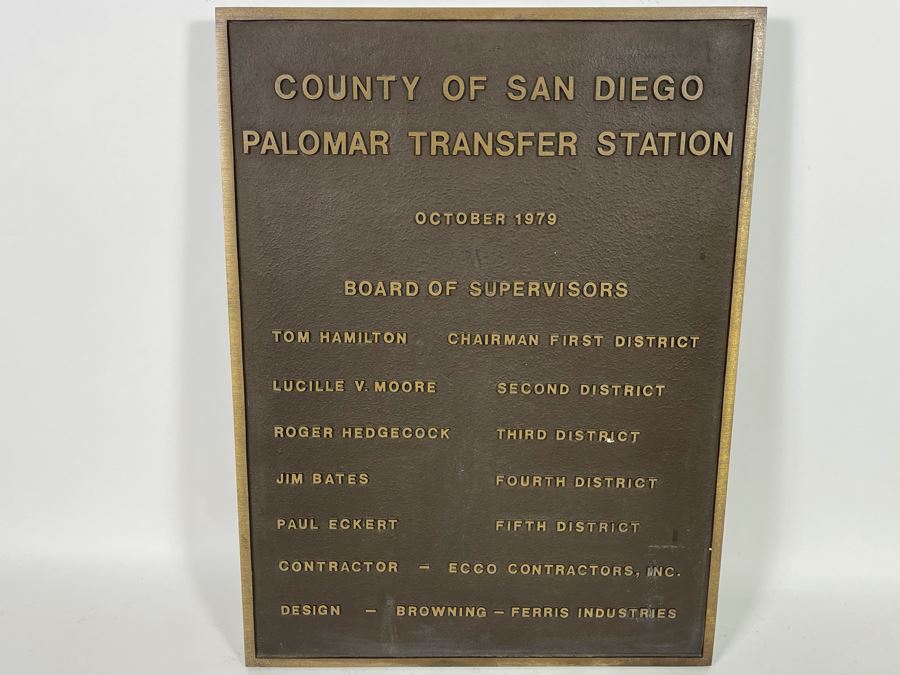 COUNTY OF SAN DIEGO
PALOMAR TRANSFER STATION
OCTOBER 1979
BOARD OF SUPERVISORS
TOM HAMILTON CHAIRMAN FIRST DISTRICT
LUCILLE V. MOORE SECOND DISTRICT
ROGER HEDGECOCK THIRD DISTRICT
JIM BATES FOURTH DISTRICT
PAUL ECKERT FIFTH DISTRICT
CONTRACTOR – ECCO CONTRACTORS, INC.
DESIGN – BROWNING – FERRIS INDUSTRIES